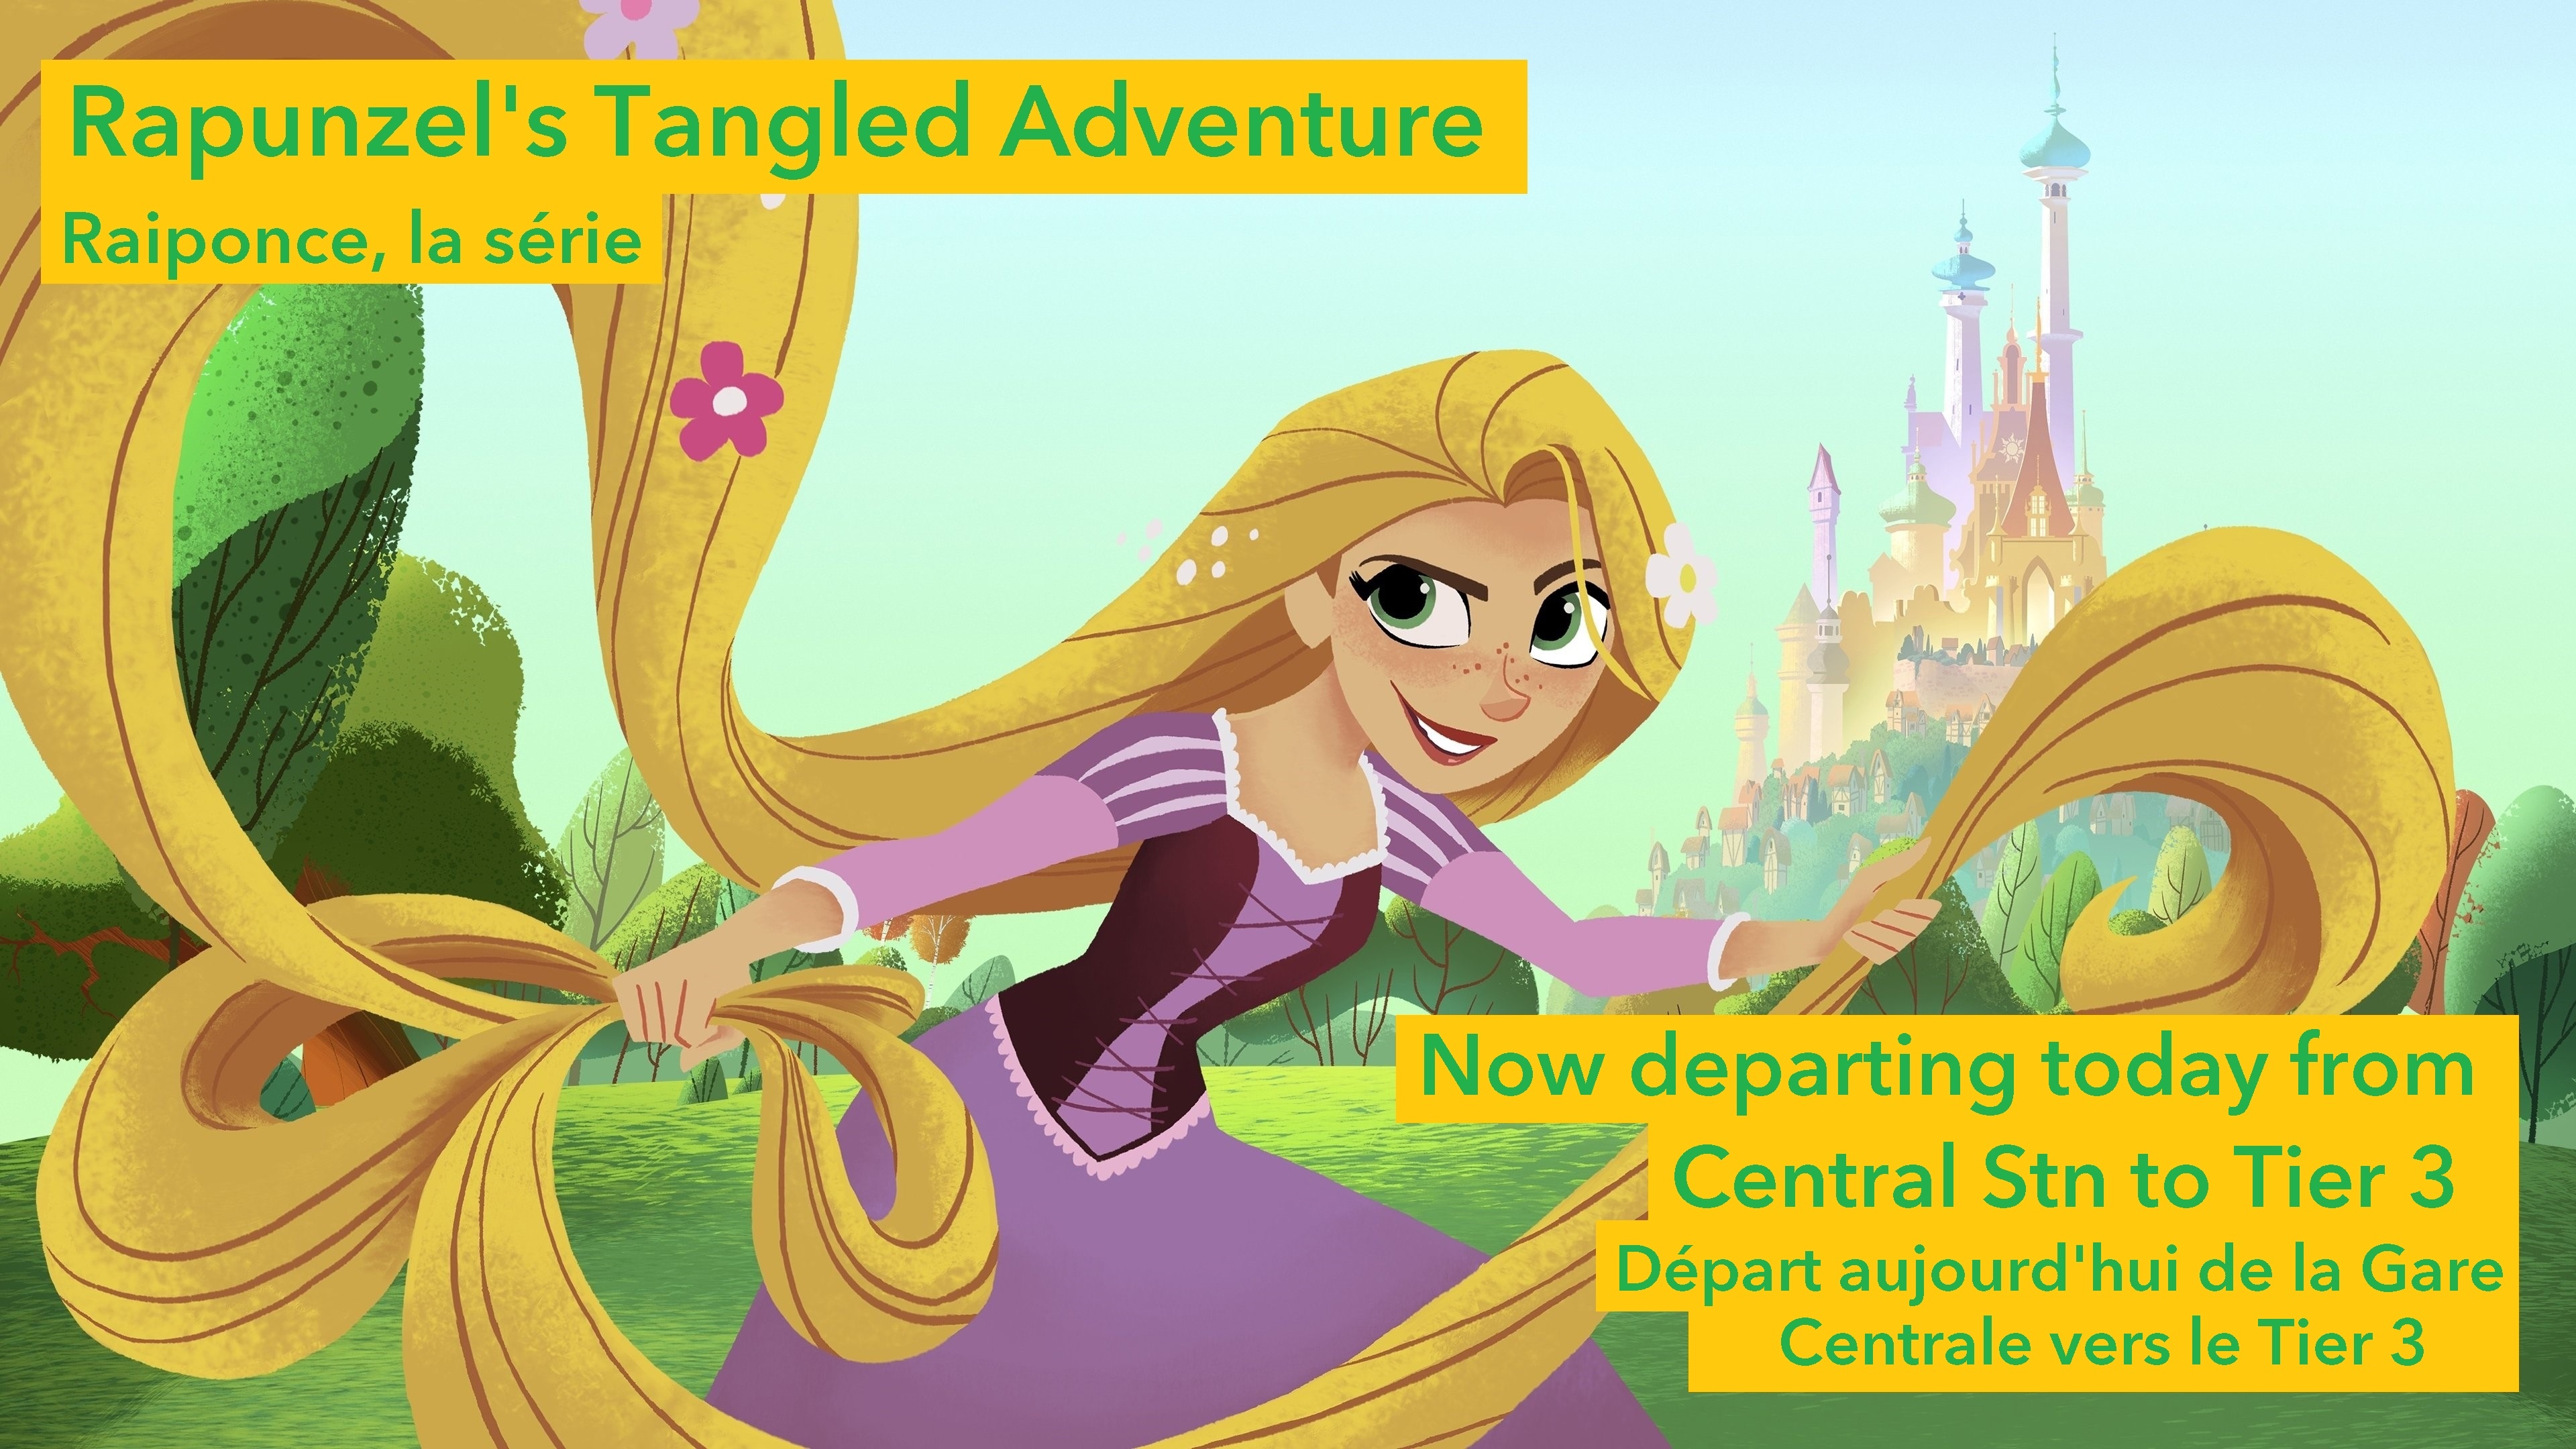 Rapunzel's Tangled Adventure
Raiponce, la série
Now departing today from
Central Stn to Tier 3
Départ aujourd'hui de la Gare
Centrale vers le Tier 3